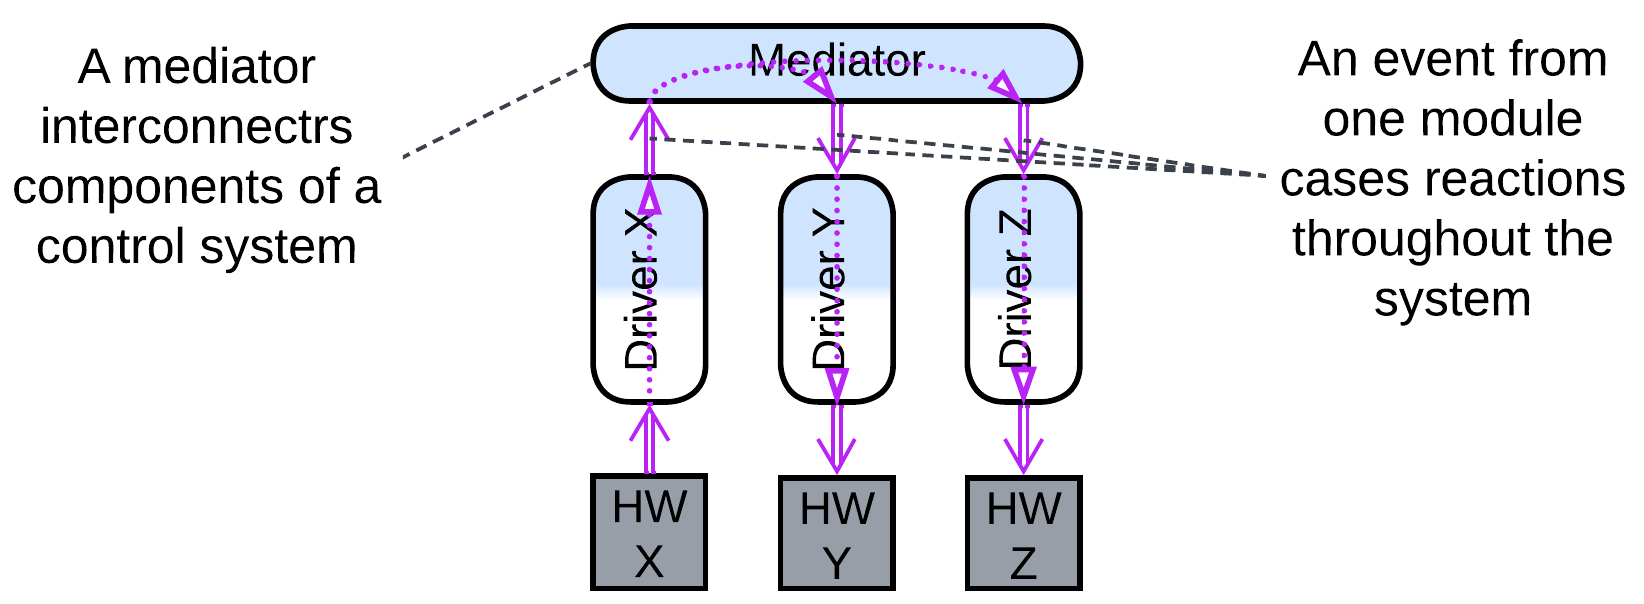 A mediator
interconnectrs
components of a
control system
Mediator
An event from
one module
cases reactions
throughout the
system
Driver X
Driver Y
Driver Z
HW
X
HW
Y
HW
Z